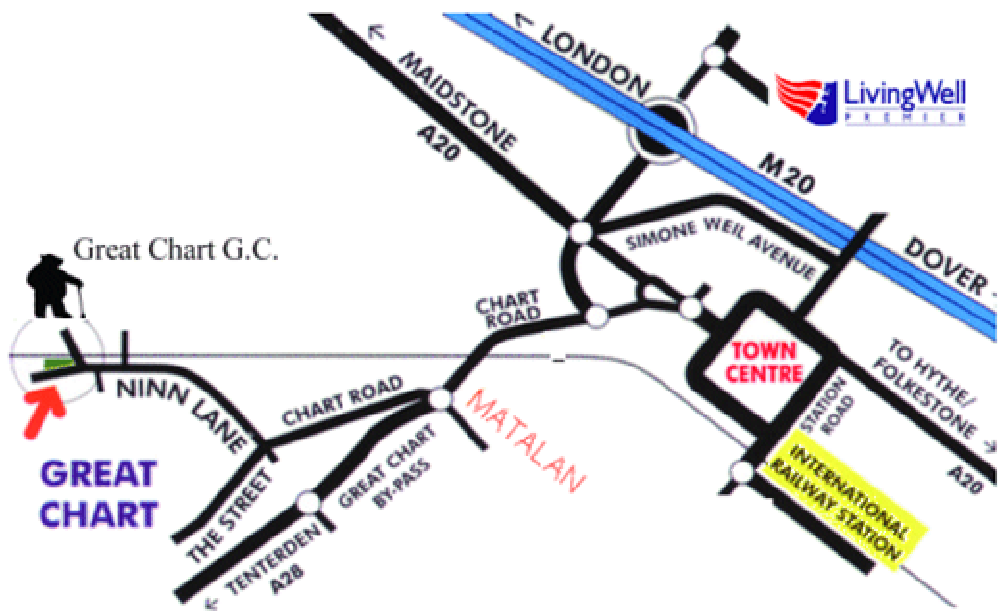 ← LONDON
← MAIDSTONE
A20
LivingWell
PREMIER
M20
DOVER
Great Chart G.C.
SIMONE WEIL AVENUE
CHART
ROAD
TOWN
CENTRE
TO HYTHE/
FOLKESTONE →
A20
STATION
ROAD
NINN LANE
CHART ROAD
MATALAN
GREAT
CHART
GREAT CHART
BY-PASS
INTERNATIONAL
RAILWAY STATION
THE STREET
← TENTERDEN
A28